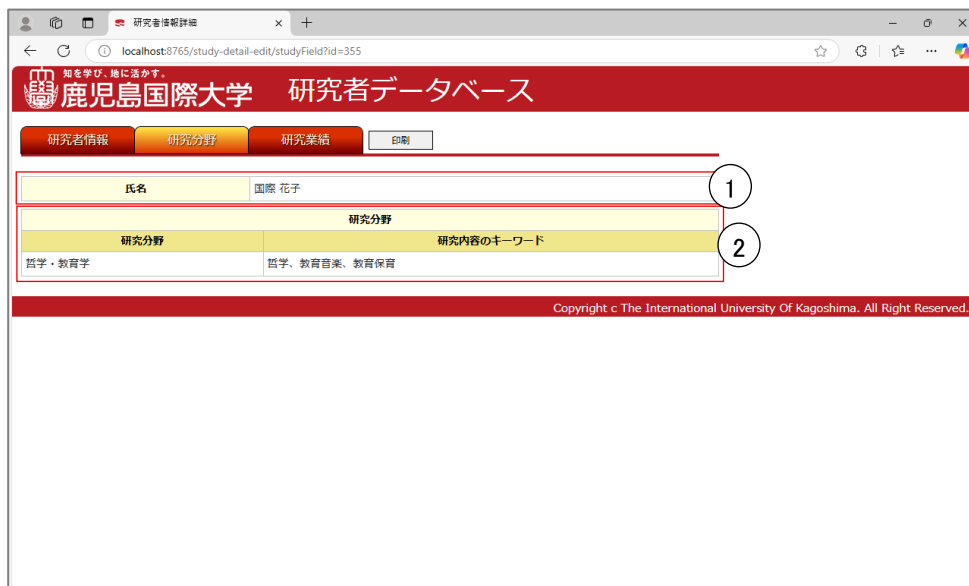 研究者情報詳細
localhost:8765/study-detail-edit/studyField?id=355
知を学び、地に活かす。
鹿児島国際大学 研究者データベース
研究者情報 研究分野 研究業績 印刷
氏名 国際 花子
1
研究分野
研究分野 研究内容のキーワード
2
哲学・教育学 哲学、教育音楽、教育保育
Copyright c The International University Of Kagoshima. All Right Reserved.